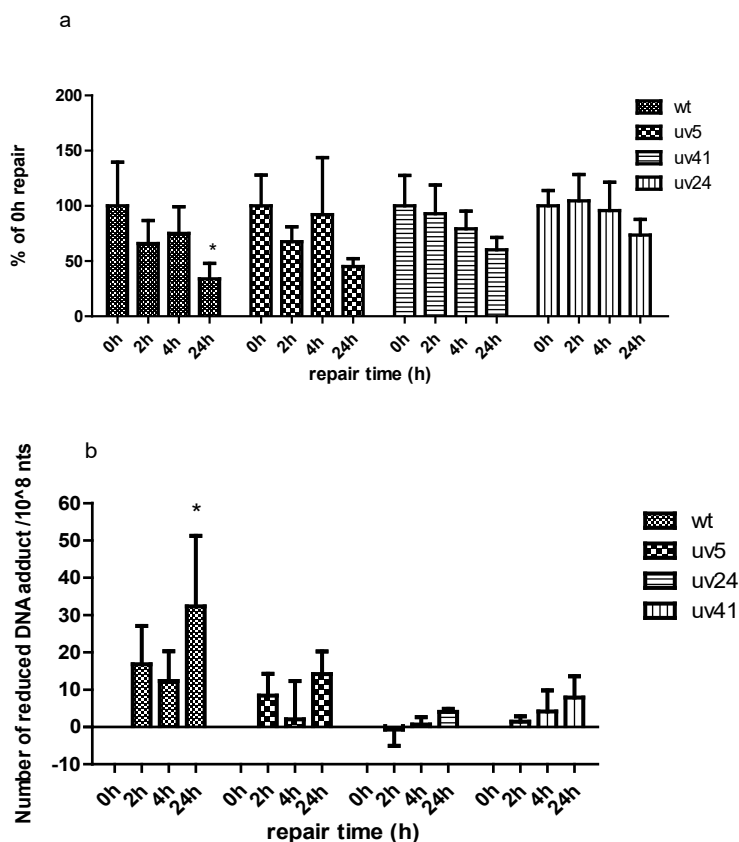 a
% of 0h repair
200
150
100
50
0
*
0h 2h 4h 24h 0h 2h 4h 24h 0h 2h 4h 24h 0h 2h 4h 24h
repair time (h)
wt
uv5
uv41
uv24
b
Number of reduced DNA adduct /10^8 nts
60
50
40
30
20
10
0
-10
*
0h 2h 4h 24h 0h 2h 4h 24h 0h 2h 4h 24h 0h 2h 4h 24h
repair time (h)
wt
uv5
uv24
uv41